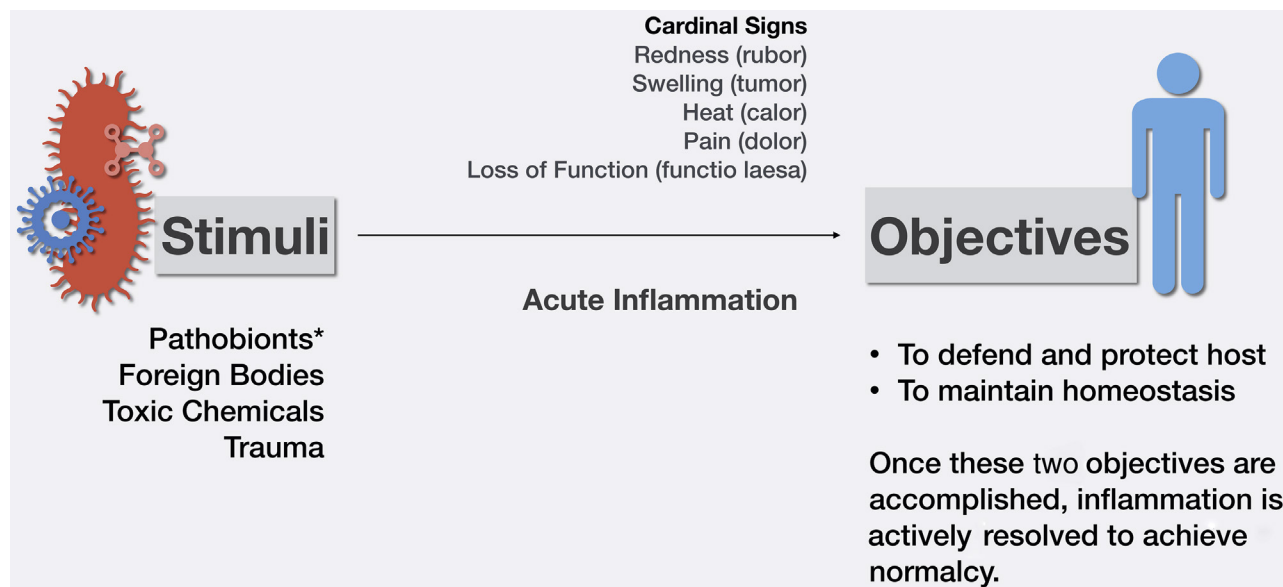 Cardinal Signs
Redness (rubor)
Swelling (tumor)
Heat (calor)
Pain (dolor)
Loss of Function (functio laesa)
Stimuli
Objectives
Acute Inflammation
Pathobionts*
Foreign Bodies
Toxic Chemicals
Trauma
• To defend and protect host
• To maintain homeostasis
Once these two objectives are
accomplished, inflammation is
actively resolved to achieve
normalcy.